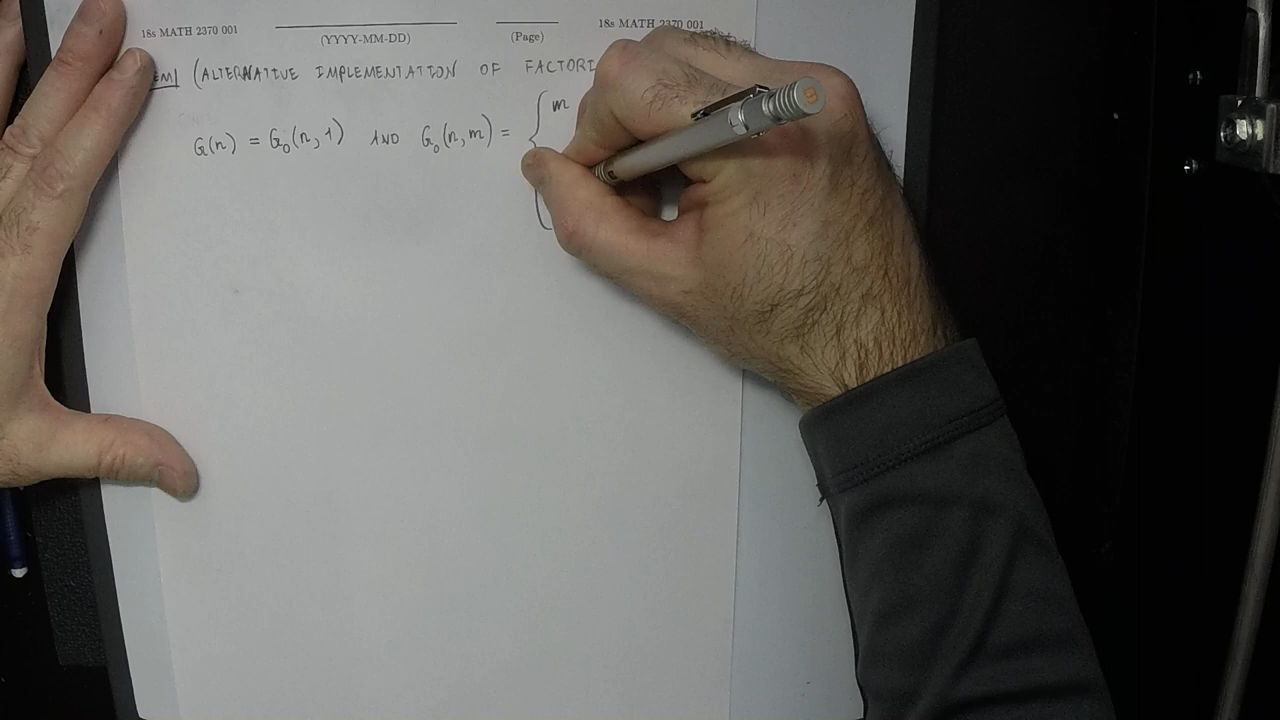 18s MATH 2370 001 (YYYY-MM-DD) (Page) 18s MATH 2370 001
(ALTERNATIVE IMPLEMENTATION OF
G(n) = G₀(n, 1) AND G₀(n, m) = { m